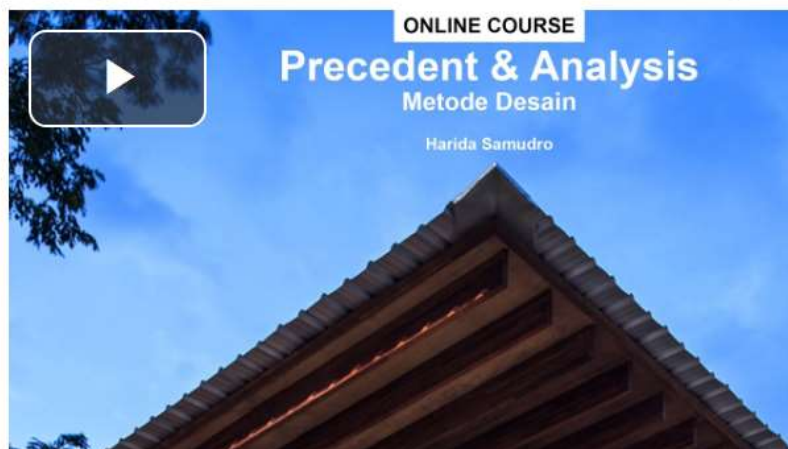 ONLINE COURSE
Precedent & Analysis
Metode Desain
Harida Samudro